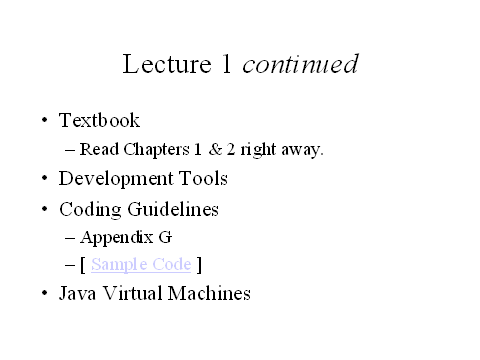 Lecture 1 continued
• Textbook
– Read Chapters 1 & 2 right away.
• Development Tools
• Coding Guidelines
– Appendix G
– [ Sample Code ]
• Java Virtual Machines